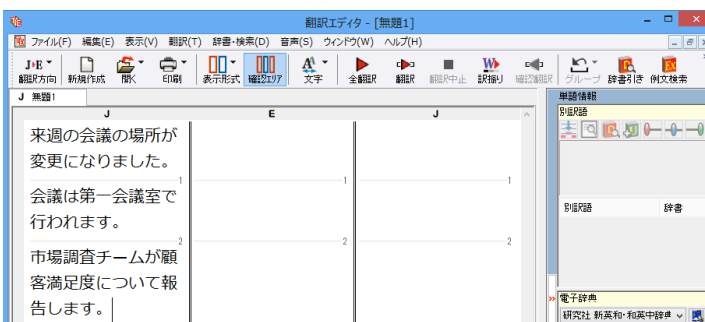 翻訳エディタ - [無題1]
ファイル(F) 編集(E) 表示(V) 翻訳(T) 辞書・検索(D) 音声(S) ウィンドウ(W) ヘルプ(H)
J▸E
翻訳方向 新規作成 開く 印刷 表示形式 確認エリア 文字 全翻訳 翻訳 翻訳中止 訳振り 確認翻訳 グループ 辞書引き 例文検索
J 無題1
単語情報
J E J
別訳語
来週の会議の場所が
変更になりました。
1 1 1
会議は第一会議室で
行われます。
別訳語 辞書
2 2 2
市場調査チームが顧
客満足度について報
告します。
電子辞典
研究社 新英和・和英中辞典